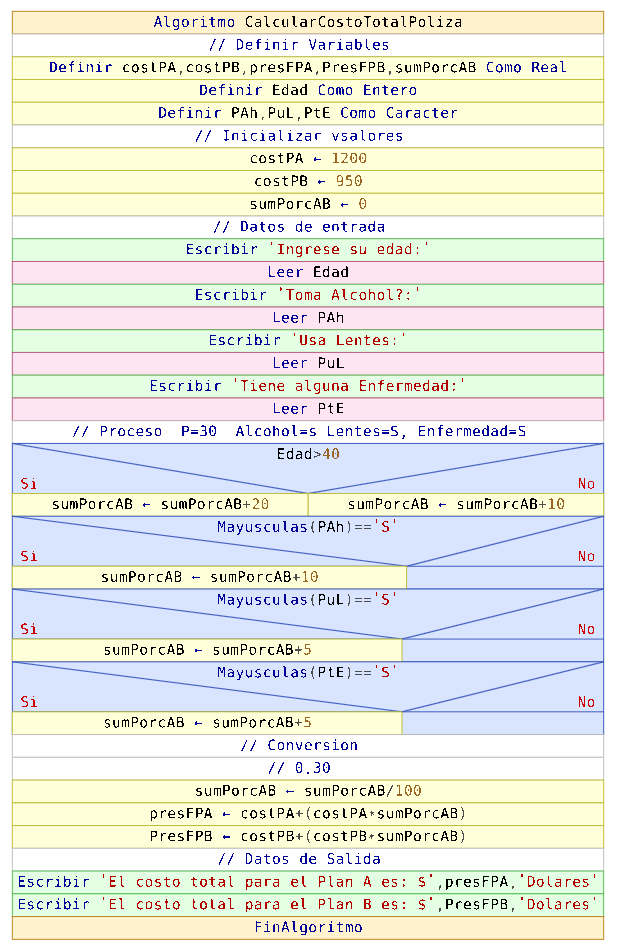 Algoritmo CalcularCostoTotalPoliza
// Definir Variables
Definir costPA,costPB,presFPA,PresFPB,sumPorcAB Como Real
Definir Edad Como Entero
Definir PAh,PuL,PtE Como Caracter
// Inicializar vsalores
costPA ← 1200
costPB ← 950
sumPorcAB ← 0
// Datos de entrada
Escribir 'Ingrese su edad:'
Leer Edad
Escribir 'Toma Alcohol?:'
Leer PAh
Escribir 'Usa Lentes:'
Leer PuL
Escribir 'Tiene alguna Enfermedad:'
Leer PtE
// Proceso P=30 Alcohol=s Lentes=S, Enfermedad=S
Edad>40
Si No
sumPorcAB ← sumPorcAB+20 sumPorcAB ← sumPorcAB+10
Mayusculas(PAh)=='S'
Si No
sumPorcAB ← sumPorcAB+10
Mayusculas(PuL)=='S'
Si No
sumPorcAB ← sumPorcAB+5
Mayusculas(PtE)=='S'
Si No
sumPorcAB ← sumPorcAB+5
// Conversion
// 0.30
sumPorcAB ← sumPorcAB/100
presFPA ← costPA+(costPA*sumPorcAB)
PresFPB ← costPB+(costPB*sumPorcAB)
// Datos de Salida
Escribir 'El costo total para el Plan A es: $',presFPA,'Dolares'
Escribir 'El costo total para el Plan B es: $',PresFPB,'Dolares'
FinAlgoritmo